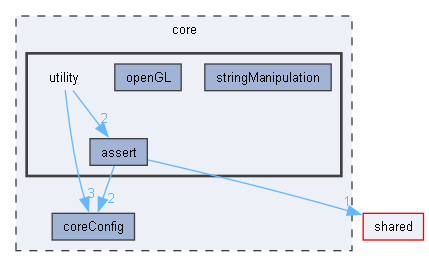 core
utility
openGL
stringManipulation
2
assert
3
2
1
coreConfig
shared